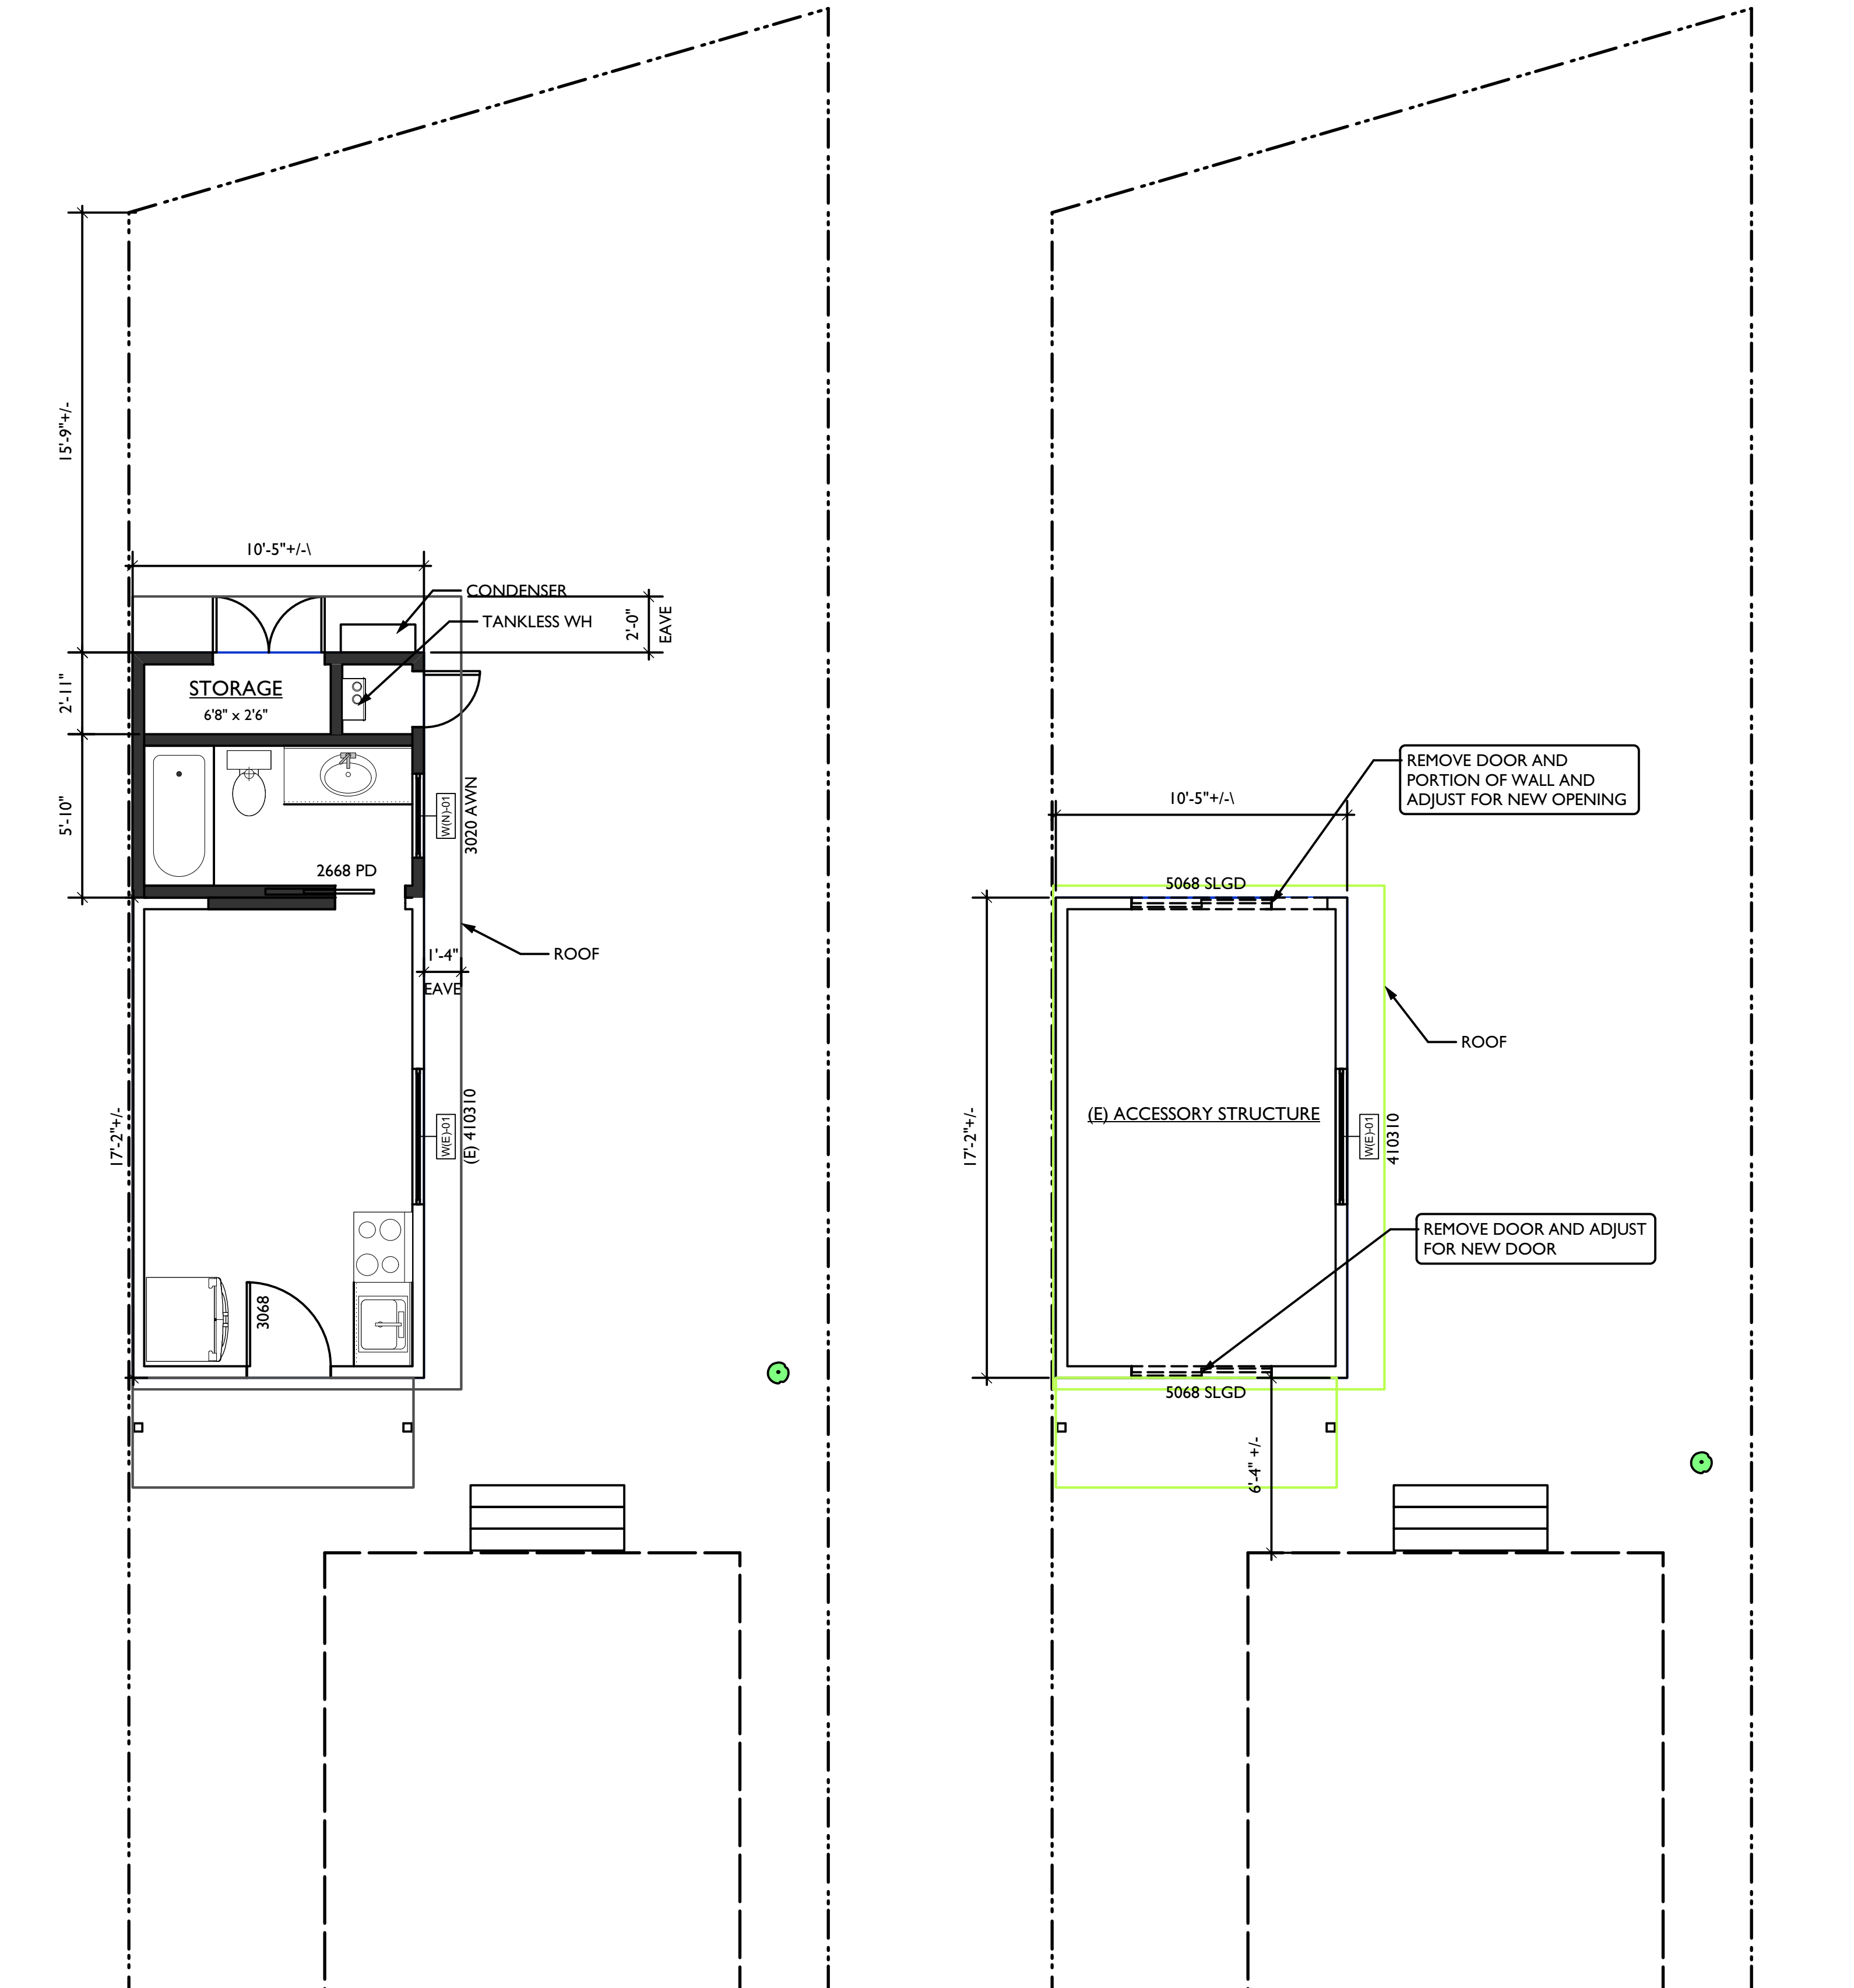 15'-9"+/-
10'-5"+/-\
CONDENSER
TANKLESS WH
2'-0"
EAVE
2'-11"
STORAGE
6'8" x 2'6"
5'-10"
W(N)-01
3020 AWN
2668 PD
ROOF
1'-4"
EAVE
17'-2"+/-
W(E)-01
(E) 410310
3068
REMOVE DOOR AND
PORTION OF WALL AND
ADJUST FOR NEW OPENING
10'-5"+/-\
5068 SLGD
ROOF
(E) ACCESSORY STRUCTURE
17'-2"+/-
W(E)-01
410310
REMOVE DOOR AND ADJUST
FOR NEW DOOR
5068 SLGD
6'-4" +/-